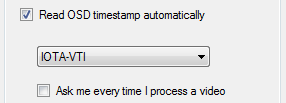 Read OSD timestamp automatically
IOTA-VTI
Ask me every time I process a video